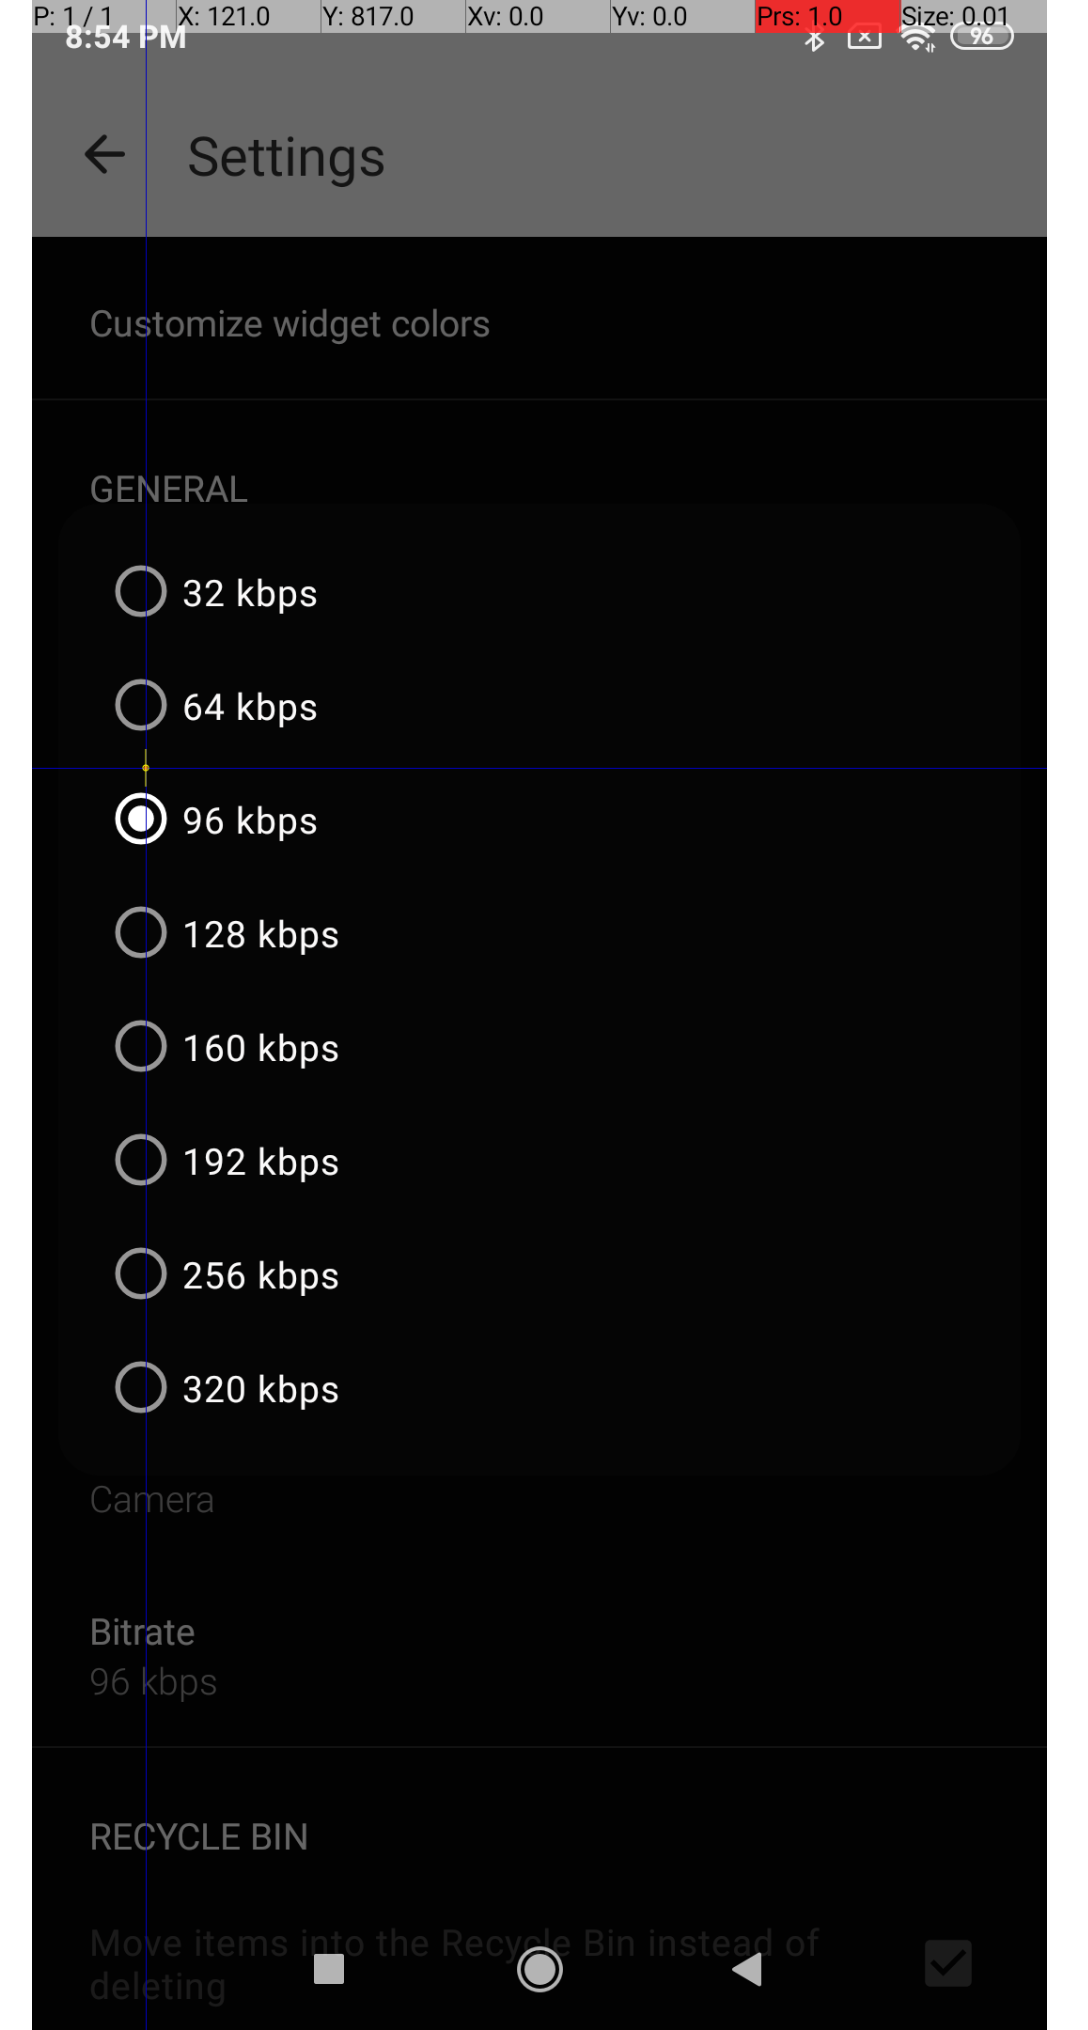 P: 1 / 1 X: 121.0 Y: 817.0 Xv: 0.0 Yv: 0.0 Prs: 1.0 Size: 0.01
8:54 PM 96
Settings
Customize widget colors
GENERAL
32 kbps
64 kbps
96 kbps
128 kbps
160 kbps
192 kbps
256 kbps
320 kbps
Camera
Bitrate
96 kbps
RECYCLE BIN
Move items into the Recycle Bin instead of
deleting